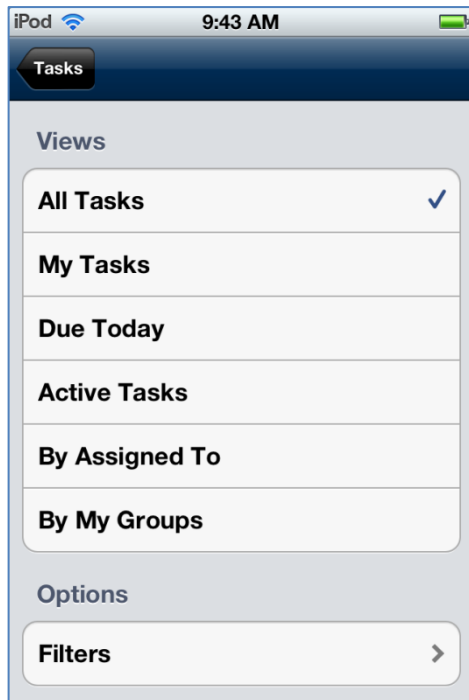 iPod 9:43 AM
Tasks
Views
All Tasks
My Tasks
Due Today
Active Tasks
By Assigned To
By My Groups
Options
Filters